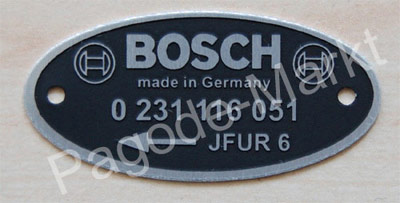 BOSCH
made in Germany
0 231 116 051
JFUR 6
Pagode-Markt